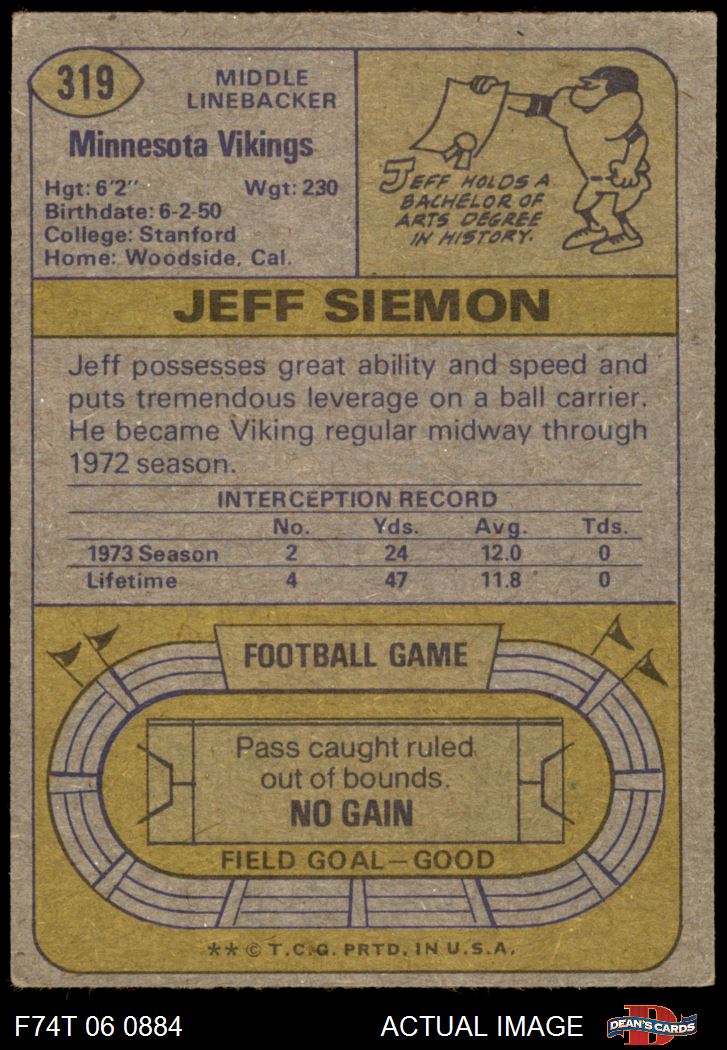 319
MIDDLE
LINEBACKER
Minnesota Vikings
Hgt: 6'2" Wgt: 230
Birthdate: 6-2-50
College: Stanford
Home: Woodside, Cal.
JEFF HOLDS A
BACHELOR OF
ARTS DEGREE
IN HISTORY.
JEFF SIEMON
Jeff possesses great ability and speed and
puts tremendous leverage on a ball carrier.
He became Viking regular midway through
1972 season.
INTERCEPTION RECORD
No. Yds. Avg. Tds.
1973 Season 2 24 12.0 0
Lifetime 4 47 11.8 0
FOOTBALL GAME
Pass caught ruled
out of bounds.
NO GAIN
FIELD GOAL—GOOD
** © T.C.G. PRTD. IN U.S.A.
F74T 06 0884 ACTUAL IMAGE
D
DEAN'S CARDS